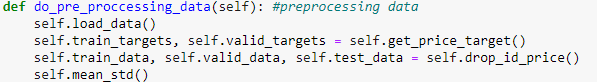 def do_pre_proccessing_data(self): #preprocessing data
    self.load_data()
    self.train_targets, self.valid_targets = self.get_price_target()
    self.train_data, self.valid_data, self.test_data = self.drop_id_price()
    self.mean_std()